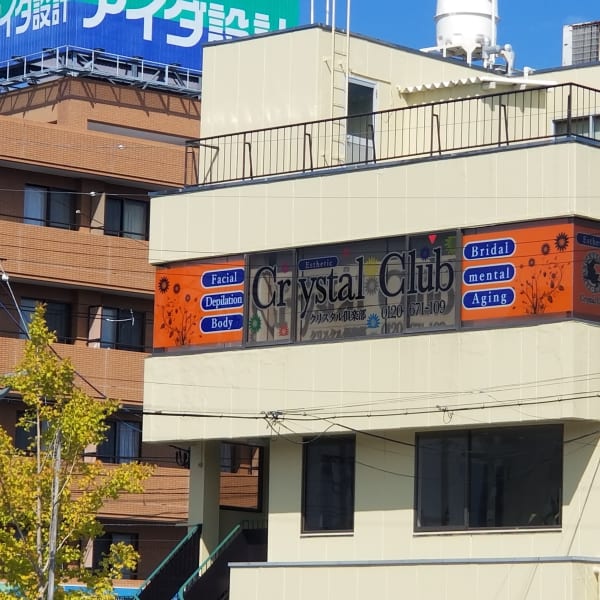 アイダ設計
アイダ設計
Facial
Depilation
Body
Esthetic
Crystal Club
クリスタル倶楽部 0120-671-109
Bridal
mental
Aging